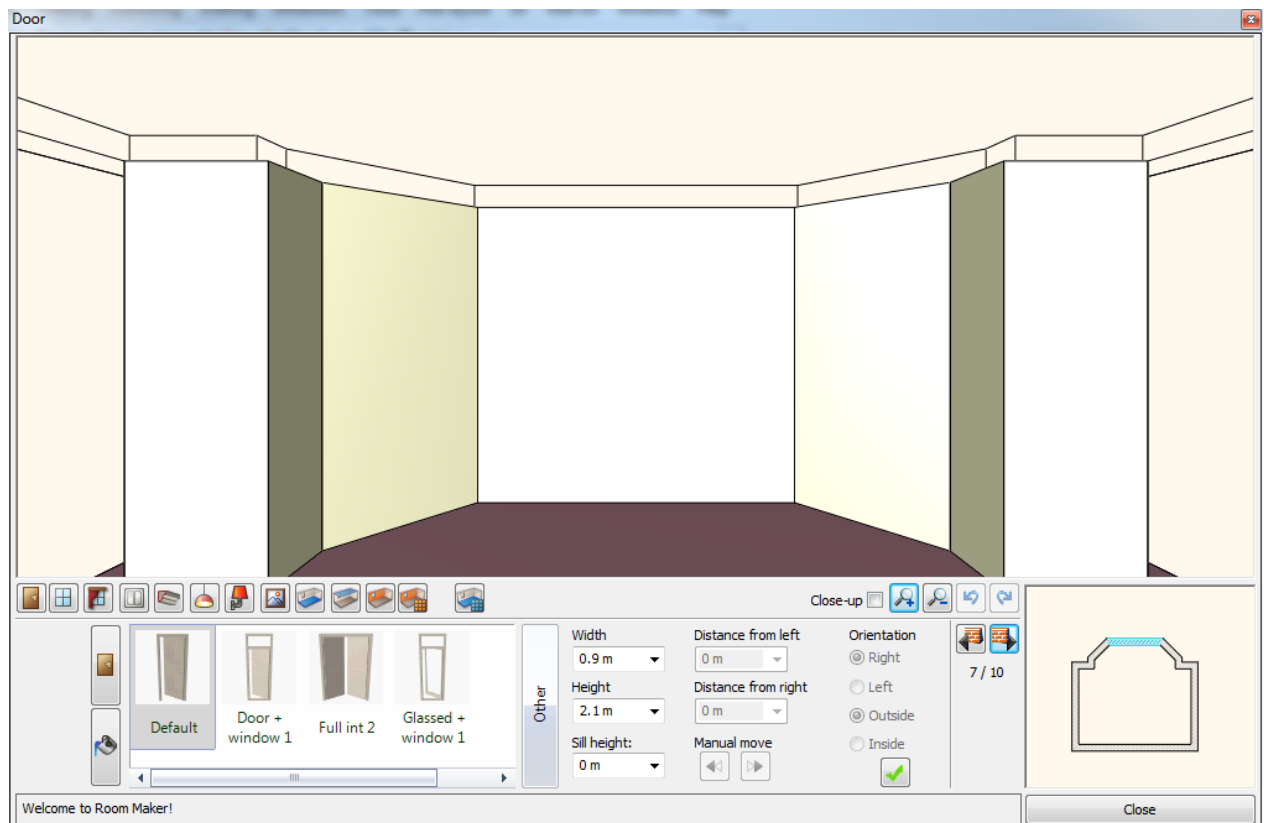 Door
Close-up
Default
Door +
window 1
Full int 2
Glassed +
window 1
Other
Width
0.9 m
Height
2.1 m
Sill height:
0 m
Distance from left
0 m
Distance from right
0 m
Manual move
Orientation
Right
Left
Outside
Inside
7 / 10
Welcome to Room Maker!
Close